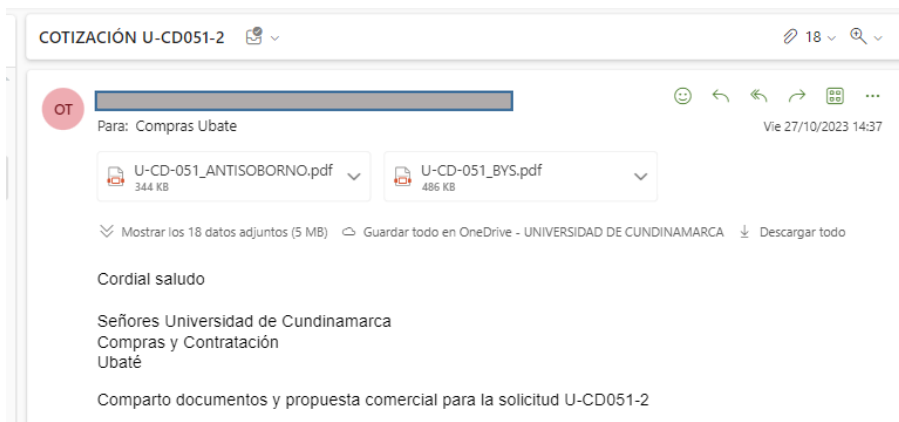 COTIZACIÓN U-CD051-2
18
OT
Para: Compras Ubate
Vie 27/10/2023 14:37
U-CD-051_ANTISOBORNO.pdf
344 KB
U-CD-051_BYS.pdf
486 KB
Mostrar los 18 datos adjuntos (5 MB) Guardar todo en OneDrive - UNIVERSIDAD DE CUNDINAMARCA Descargar todo
Cordial saludo
Señores Universidad de Cundinamarca
Compras y Contratación
Ubaté
Comparto documentos y propuesta comercial para la solicitud U-CD051-2